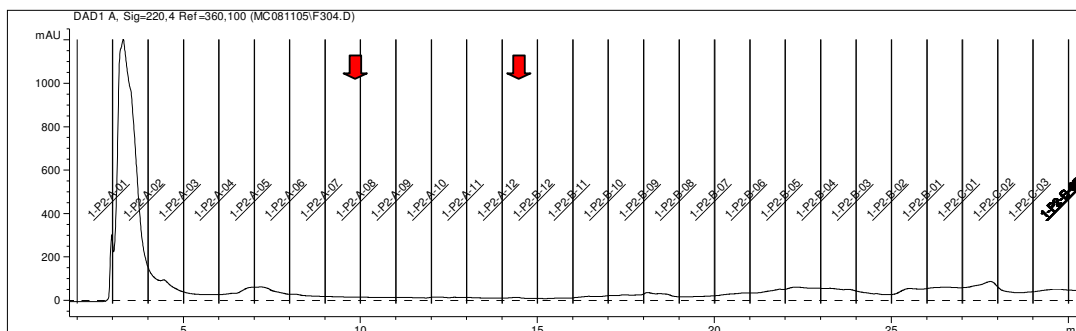 DAD1 A, Sig=220,4 Ref=360,100 (MC081105\F304.D)
mAU
1000
800
600
400
200
0
1-P2-A-01
1-P2-A-02
1-P2-A-03
1-P2-A-04
1-P2-A-05
1-P2-A-06
1-P2-A-07
1-P2-A-08
1-P2-A-09
1-P2-A-10
1-P2-A-11
1-P2-A-12
1-P2-B-12
1-P2-B-11
1-P2-B-10
1-P2-B-09
1-P2-B-08
1-P2-B-07
1-P2-B-06
1-P2-B-05
1-P2-B-04
1-P2-B-03
1-P2-B-02
1-P2-B-01
1-P2-C-01
1-P2-C-02
1-P2-C-03
5
10
15
20
25